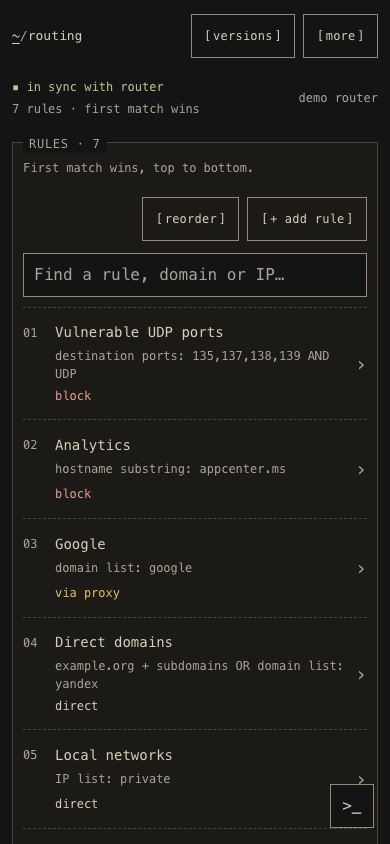 ~/routing
[versions]
[more]
▪ in sync with router
7 rules · first match wins
demo router
RULES · 7
First match wins, top to bottom.
[reorder]
[+ add rule]
Find a rule, domain or IP…
01 Vulnerable UDP ports
destination ports: 135,137,138,139 AND
UDP
block
›
02 Analytics
hostname substring: appcenter.ms
block
›
03 Google
domain list: google
via proxy
›
04 Direct domains
example.org + subdomains OR domain list:
yandex
direct
›
05 Local networks
IP list: private
direct
›
>_